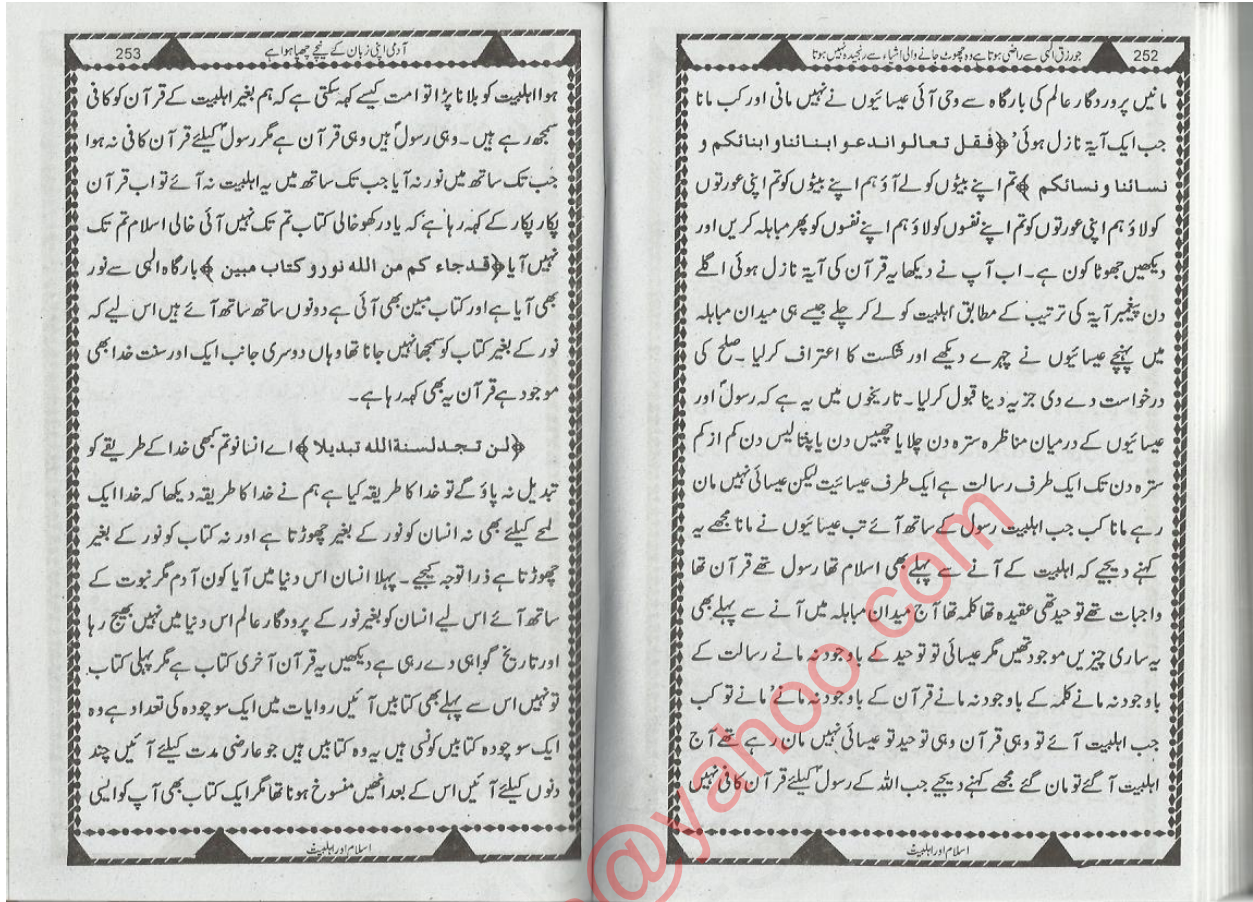 252
جو رزق الٰہی سے راضی ہوتا ہے وہ چھوٹ جانے والی اشیاء سے رنجیدہ نہیں ہوتا
مانیں پروردگار عالم کی بارگاہ سے وحی آئی عیسائیوں نے نہیں مانی اور کب مانا
جب ایک آیۃ نازل ہوئی' ﴿فقل تعالوا ندعو ابنائنا و ابنائکم و
نسائنا و نسائکم ﴾تم اپنے بیٹوں کو لے آؤ ہم اپنے بیٹوں کو تم اپنی عورتوں
کو لاؤ ہم اپنی عورتوں کو تم اپنے نفسوں کو لاؤ ہم اپنے نفسوں کو پھر مباہلہ کریں اور
دیکھیں جھوٹا کون ہے۔ اب آپ نے دیکھا یہ قرآن کی آیۃ نازل ہوئی اگلے
دن پیغمبر آیۃ کی ترتیب کے مطابق اہلبیت کو لے کر چلے جیسے ہی میدان مباہلہ
میں پہنچے عیسائیوں نے چہرے دیکھے اور شکست کا اعتراف کرلیا ۔صلح کی
درخواست دے دی جزیہ دینا قبول کرلیا ۔ تاریخوں میں یہ ہے کہ رسولؐ اور
عیسائیوں کے درمیان مناظرہ سترہ دن چلا یا چھبیس دن یا پینتالیس دن کم از کم
سترہ دن تک ایک طرف رسالت ہے ایک طرف عیسائیت لیکن عیسائی نہیں مان
رہے مانا کب جب اہلبیت رسول کے ساتھ آئے تب عیسائیوں نے مانا مجھے یہ
کہنے دیجیے کہ اہلبیت کے آنے سے پہلے بھی اسلام تھا رسول تھے قرآن تھا
واجبات تھے توحید تھی عقیدہ تھا کلمہ تھا آج میدان مباہلہ میں آنے سے پہلے بھی
یہ ساری چیزیں موجود تھیں مگر عیسائی تو توحید کے باوجود نہ مانے رسالت کے
باوجود نہ مانے کلمہ کے باوجود نہ مانے قرآن کے باوجود نہ مانے' مانے تو کب
جب اہلبیت آئے تو وہی قرآن وہی توحید تو عیسائی نہیں مان رہے تھے آج
اہلبیت آگئے تو مان گئے مجھے کہنے دیجیے جب اللہ کے رسولؐ کیلئے قرآن کافی نہیں
اسلام اور اہلبیت
253
آدمی اپنی زبان کے نیچے چھپا ہوا ہے
ہوا اہلبیت کو بلانا پڑا تو امت کیسے کہہ سکتی ہے کہ ہم بغیر اہلبیت کے قرآن کو کافی
سمجھ رہے ہیں ۔ وہی رسول ہیں وہی قرآن ہے مگر رسولؐ کیلئے قرآن کافی نہ ہوا
جب تک ساتھ میں نور نہ آیا جب تک ساتھ میں یہ اہلبیت نہ آئے تو اب قرآن
پکار پکار کے کہہ رہا ہے کہ یاد رکھو خالی کتاب تم تک نہیں آئی خالی اسلام تم تک
نہیں آیا ﴿قد جاء کم من الله نور و کتاب مبین ﴾ بارگاہ الٰہی سے نور
بھی آیا ہے اور کتاب مبین بھی آئی ہے دونوں ساتھ ساتھ آئے ہیں اس لیے کہ
نور کے بغیر کتاب کو سمجھا نہیں جانا تھا وہاں دوسری جانب ایک اور سنت خدا بھی
موجود ہے قرآن یہ بھی کہہ رہا ہے۔
﴿لن تجد لسنة الله تبدیلا ﴾ اے انسانو تم کبھی خدا کے طریقے کو
تبدیل نہ پاؤ گے تو خدا کا طریقہ کیا ہے ہم نے خدا کا طریقہ دیکھا کہ خدا ایک
لمحے کیلئے بھی نہ انسان کو نور کے بغیر چھوڑتا ہے اور نہ کتاب کو نور کے بغیر
چھوڑتا ہے ذرا توجہ کیجیے ۔ پہلا انسان اس دنیا میں آیا کون آدم مگر نبوت کے
ساتھ آئے اس لیے انسان کو بغیر نور کے پروردگار عالم اس دنیا میں نہیں بھیج رہا
اور تاریخ گواہی دے رہی ہے دیکھیں یہ قرآن آخری کتاب ہے مگر پہلی کتاب
تو نہیں اس سے پہلے بھی کتابیں آئیں روایات میں ایک سو چودہ کی تعداد ہے وہ
ایک سو چودہ کتابیں کونسی ہیں یہ وہ کتابیں ہیں جو عارضی مدت کیلئے آئیں چند
دنوں کیلئے آئیں اس کے بعد انھیں منسوخ ہونا تھا مگر ایک کتاب بھی آپ کو ایسی
اسلام اور اہلبیت
@yahoo.com